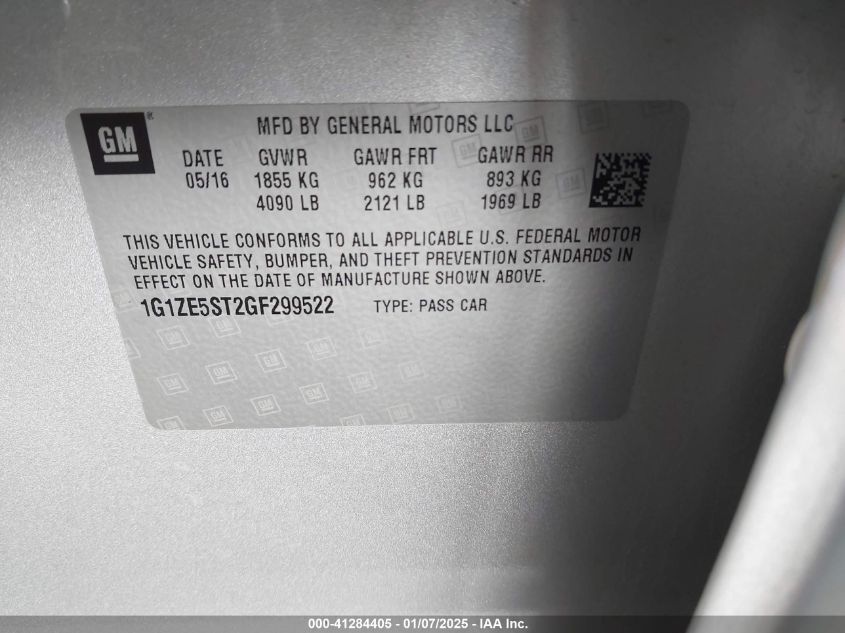 GM ®
MFD BY GENERAL MOTORS LLC
DATE GVWR GAWR FRT GAWR RR
05/16 1855 KG 962 KG 893 KG
4090 LB 2121 LB 1969 LB
THIS VEHICLE CONFORMS TO ALL APPLICABLE U.S. FEDERAL MOTOR
VEHICLE SAFETY, BUMPER, AND THEFT PREVENTION STANDARDS IN
EFFECT ON THE DATE OF MANUFACTURE SHOWN ABOVE.
1G1ZE5ST2GF299522 TYPE: PASS CAR
000-41284405 - 01/07/2025 - IAA Inc.